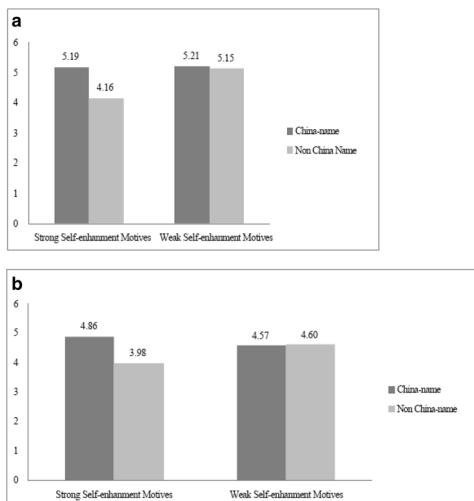 a
6
5
4
3
2
1
0
5.19
4.16
5.21
5.15
Strong Self-enhanment Motives
Weak Self-enhanment Motives
China-name
Non China Name
b
6
5
4
3
2
1
0
4.86
3.98
4.57
4.60
Strong Self-enhanment Motives
Weak Self-enhanment Motives
China-name
Non China-name